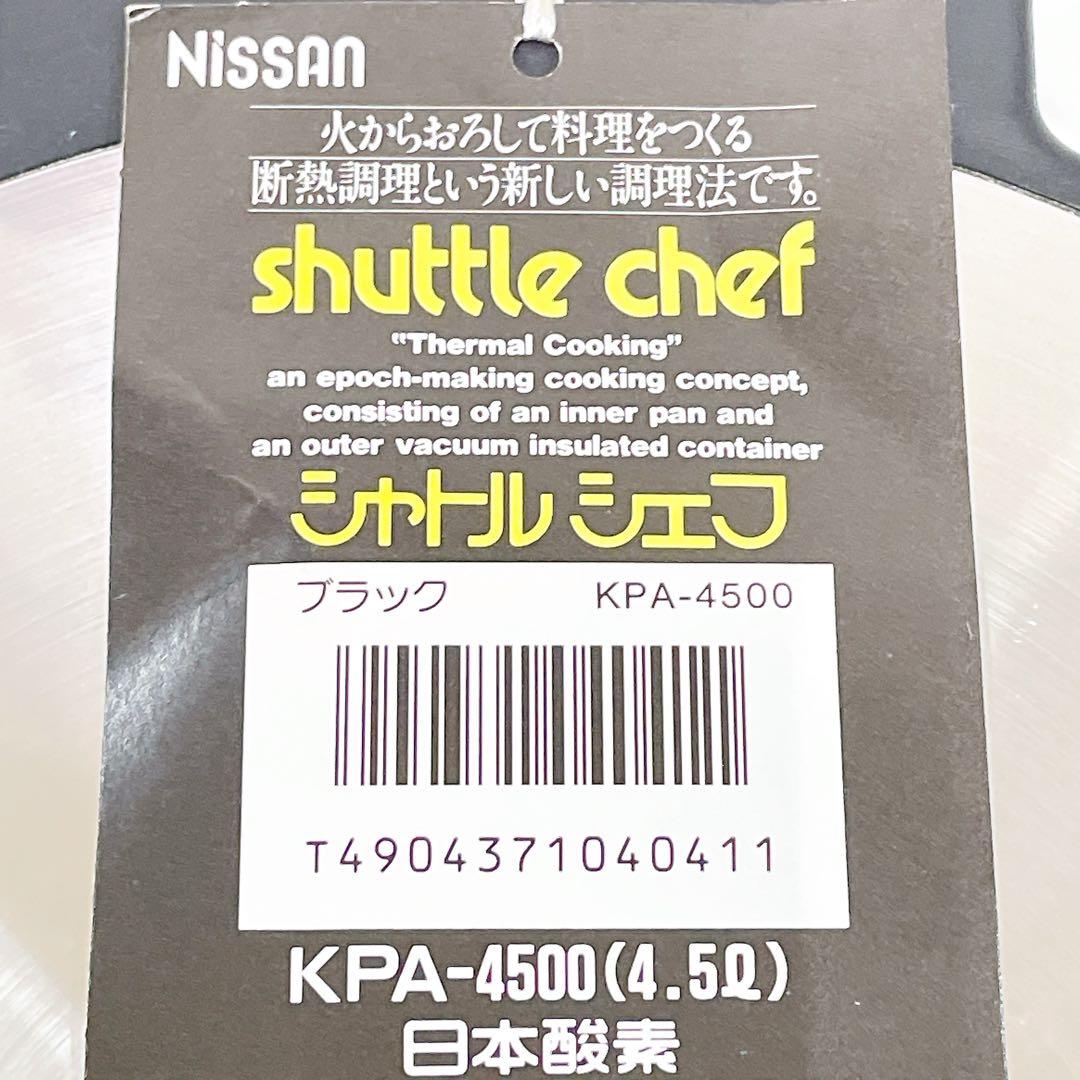 NiSSAN
火からおろして料理をつくる
断熱調理という新しい調理法です。
shuttle chef
"Thermal Cooking"
an epoch-making cooking concept,
consisting of an inner pan and
an outer vacuum insulated container
シャトルシェフ
ブラック KPA-4500
T4904371040411
KPA-4500(4.5ℓ)
日本酸素